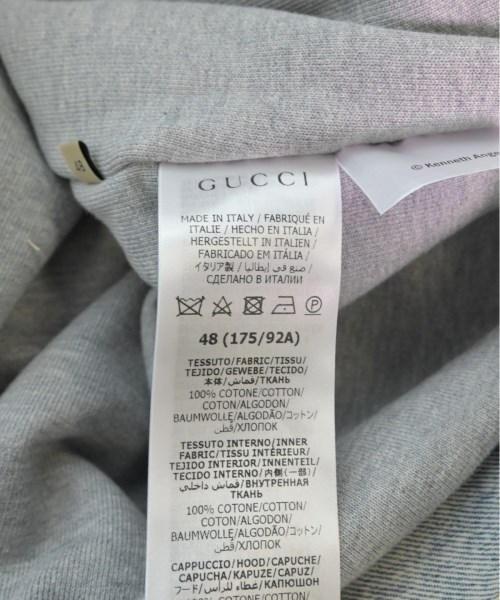 48
GUCCI
© Kenneth Ange
MADE IN ITALY / FABRIQUÉ EN
ITALIE / HECHO EN ITALIA /
HERGESTELLT IN ITALIEN /
FABRICADO EM ITÁLIA /
イタリア製 / صنع في إيطاليا /
СДЕЛАНО В ИТАЛИИ
P
48 (175/92A)
TESSUTO/FABRIC/TISSU/
TEJIDO/GEWEBE/TECIDO/
本体/قماش/ТКАНЬ
100% COTONE/COTTON/
COTON/ALGODON/
BAUMWOLLE/ALGODÃO/コットン/
قطن/ХЛОПОК
TESSUTO INTERNO/INNER
FABRIC/TISSU INTÉRIEUR/
TEJIDO INTERIOR/INNENTEIL/
TECIDO INTERNO/内側(一部)/
قماش داخلي/ВНУТРЕННЯЯ
ТКАНЬ
100% COTONE/COTTON/
COTON/ALGODON/
BAUMWOLLE/ALGODÃO/コットン/
قطن/ХЛОПОК
CAPPUCCIO/HOOD/CAPUCHE/
CAPUCHA/KAPUZE/CAPUZ/
フード/غطاء للرأس/КАПЮШОН
100% COTONE/COTTON/